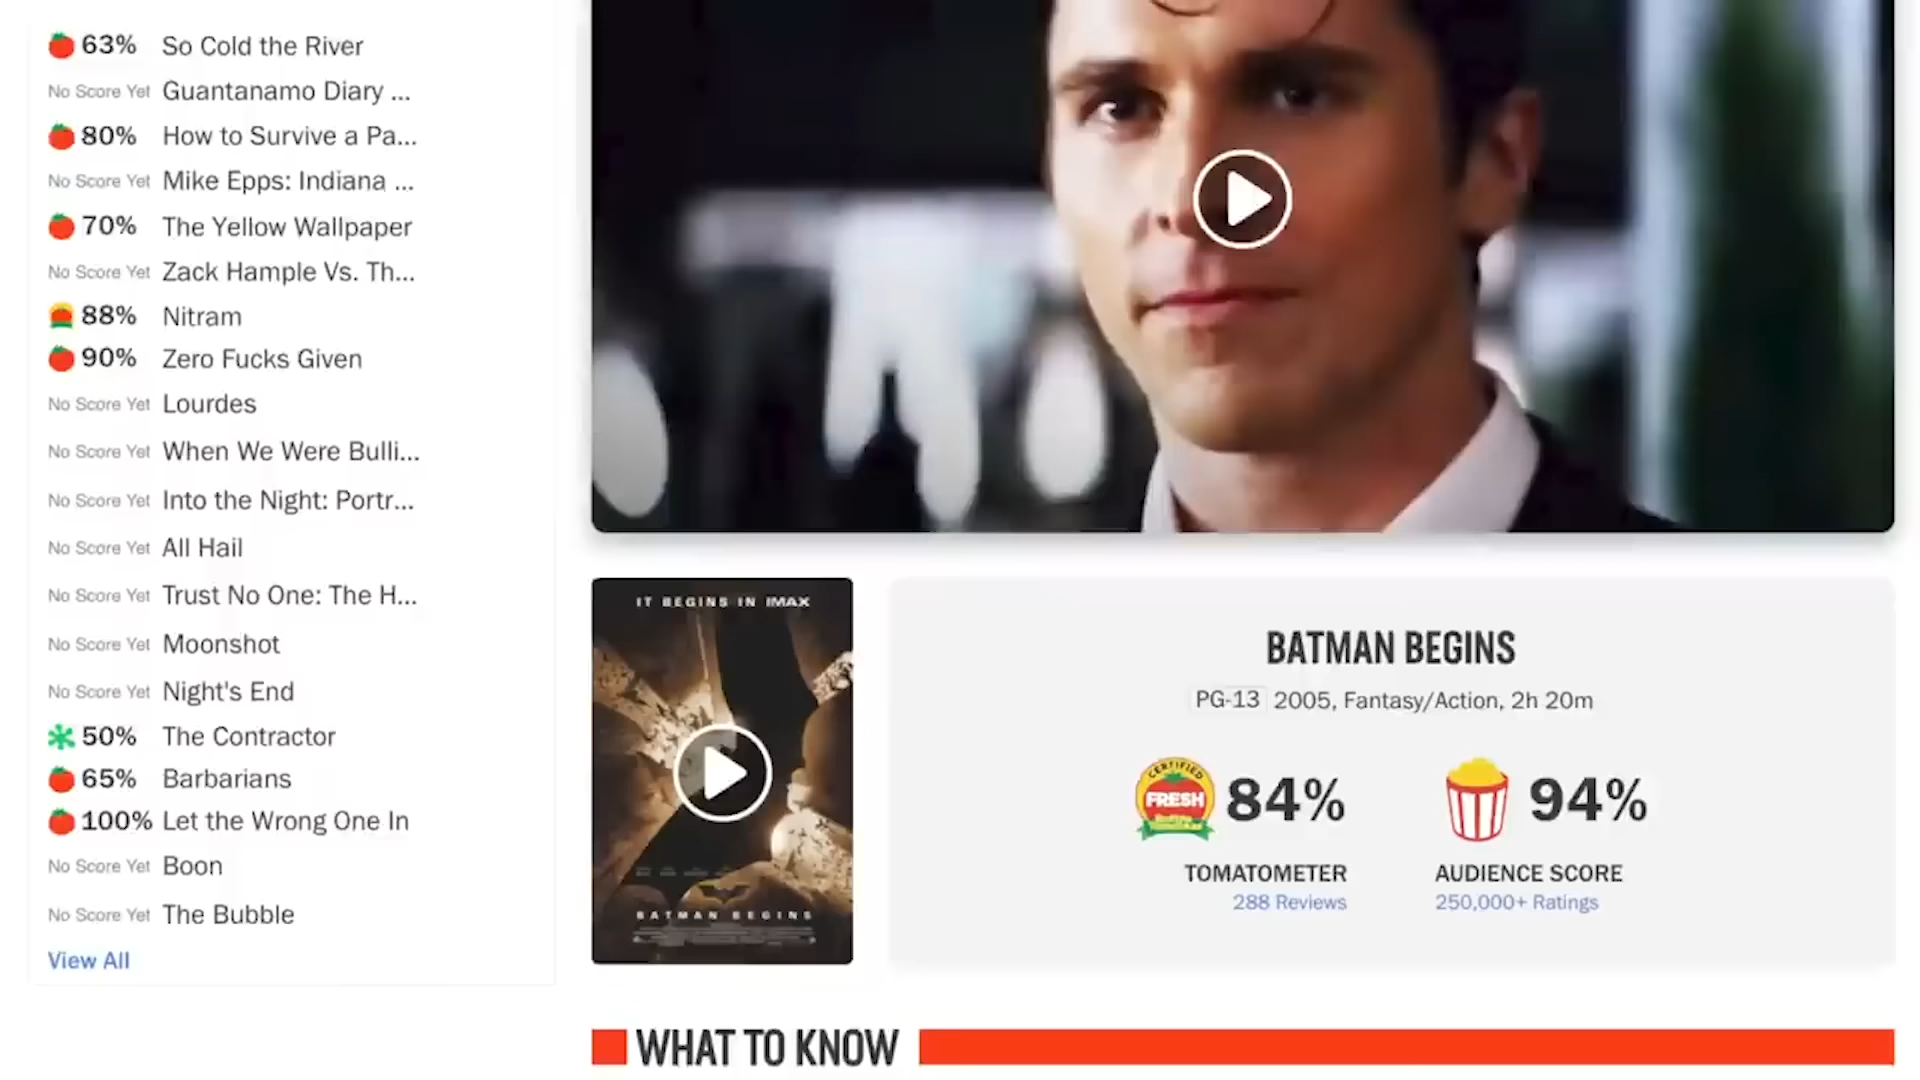 63% So Cold the River
No Score Yet Guantanamo Diary ...
80% How to Survive a Pa...
No Score Yet Mike Epps: Indiana ...
70% The Yellow Wallpaper
No Score Yet Zack Hample Vs. Th...
88% Nitram
90% Zero Fucks Given
No Score Yet Lourdes
No Score Yet When We Were Bulli...
No Score Yet Into the Night: Portr...
No Score Yet All Hail
No Score Yet Trust No One: The H...
No Score Yet Moonshot
No Score Yet Night's End
50% The Contractor
65% Barbarians
100% Let the Wrong One In
No Score Yet Boon
No Score Yet The Bubble
View All
IT BEGINS IN IMAX
BATMAN BEGINS
BATMAN BEGINS
PG-13 2005, Fantasy/Action, 2h 20m
CERTIFIED
FRESH
84%
94%
TOMATOMETER
AUDIENCE SCORE
288 Reviews
250,000+ Ratings
WHAT TO KNOW